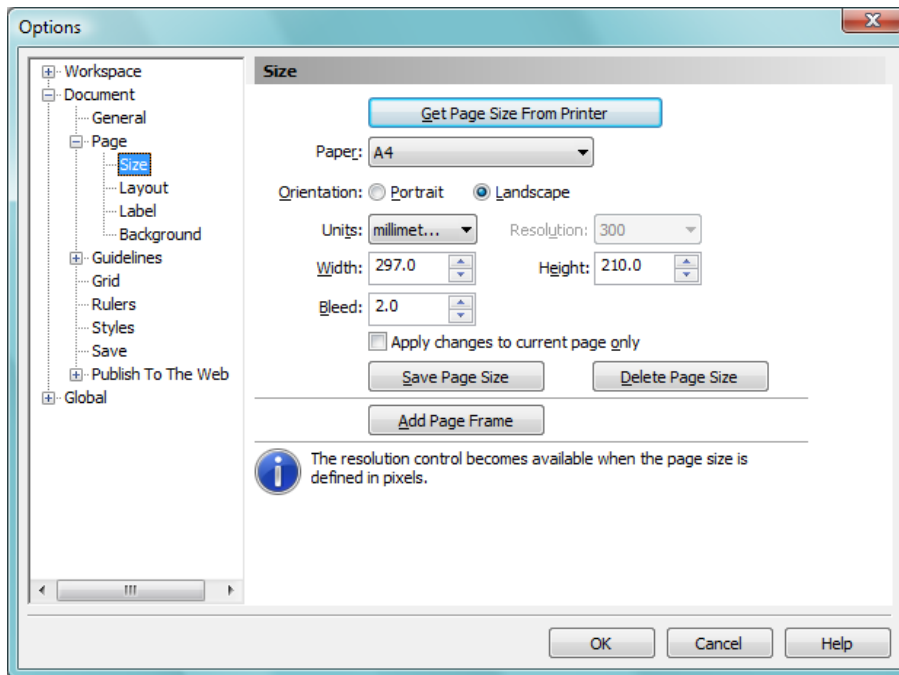 Options
Workspace
Document
General
Page
Size
Layout
Label
Background
Guidelines
Grid
Rulers
Styles
Save
Publish To The Web
Global
Size
Get Page Size From Printer
Paper: A4
Orientation: Portrait Landscape
Units: millimet... Resolution: 300
Width: 297.0 Height: 210.0
Bleed: 2.0
Apply changes to current page only
Save Page Size Delete Page Size
Add Page Frame
The resolution control becomes available when the page size is
defined in pixels.
OK Cancel Help